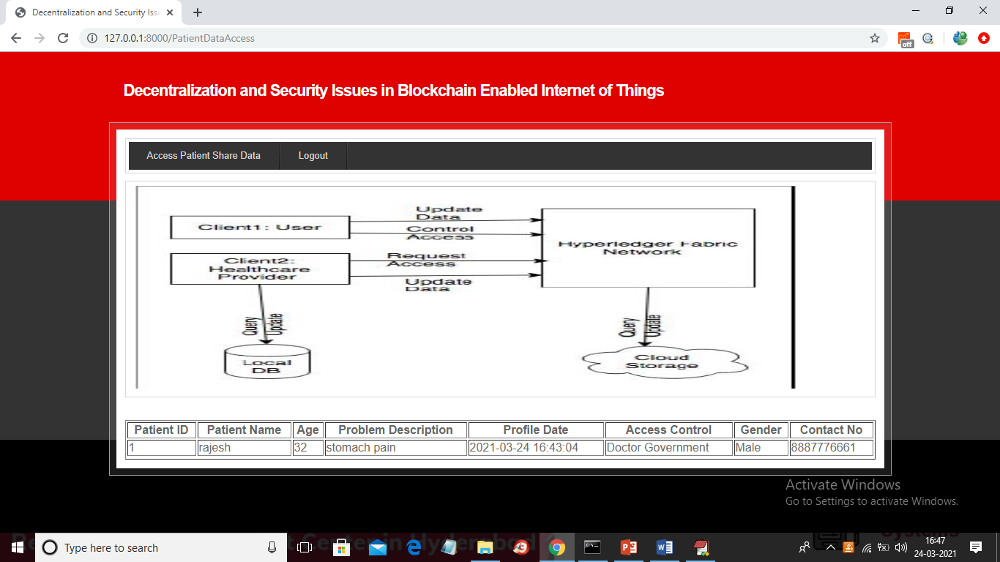 Decentralization and Security Iss
127.0.0.1:8000/PatientDataAccess
off
Decentralization and Security Issues in Blockchain Enabled Internet of Things
Access Patient Share Data
Logout
Update
Data
Client1: User
Control
Access
Hyperledger Fabric
Network
Client2:
Healthcare
Provider
Request
Access
Update
Data
Query
Update
Query
Update
Local
DB
Cloud
Storage
Patient ID Patient Name Age Problem Description Profile Date Access Control Gender Contact No
1 rajesh 32 stomach pain 2021-03-24 16:43:04 Doctor Government Male 8887776661
Activate Windows
Go to Settings to activate Windows.
Systems
Type here to search
16:47
24-03-2021